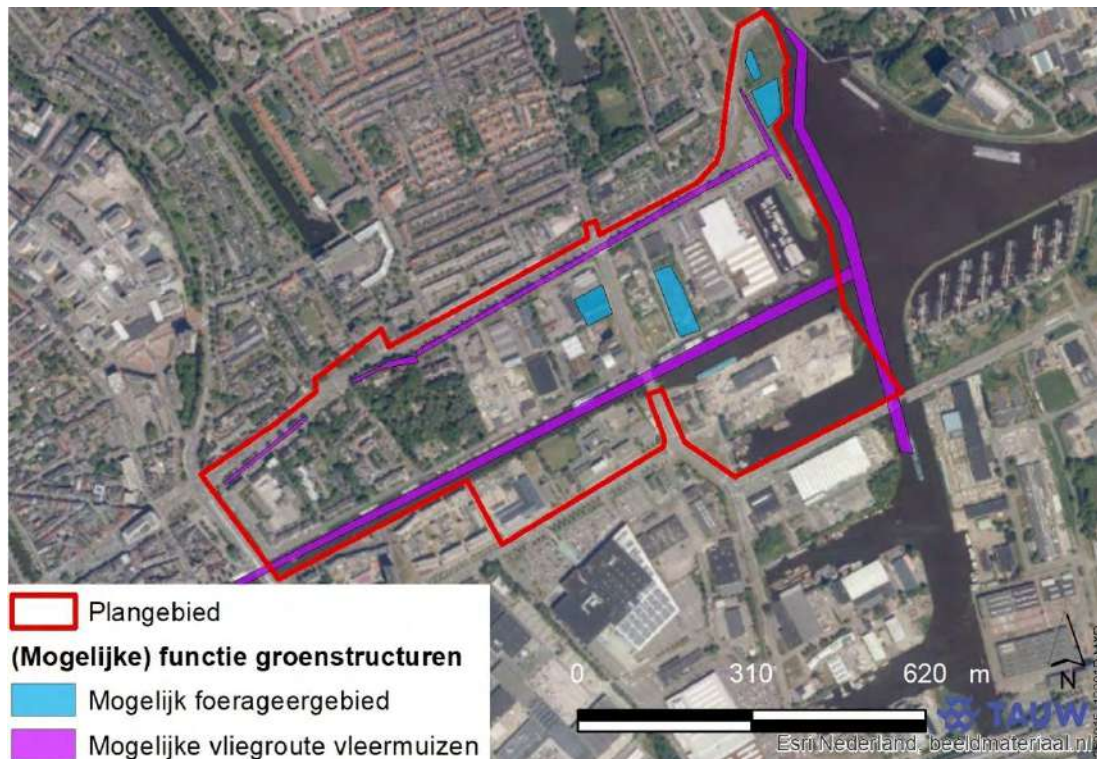 Plangebied
(Mogelijke) functie groenstructuren
Mogelijk foerageergebied
Mogelijke vliegroute vleermuizen
0 310 620 m
N
TAUW
Esri Nederland, beeldmateriaal.nl